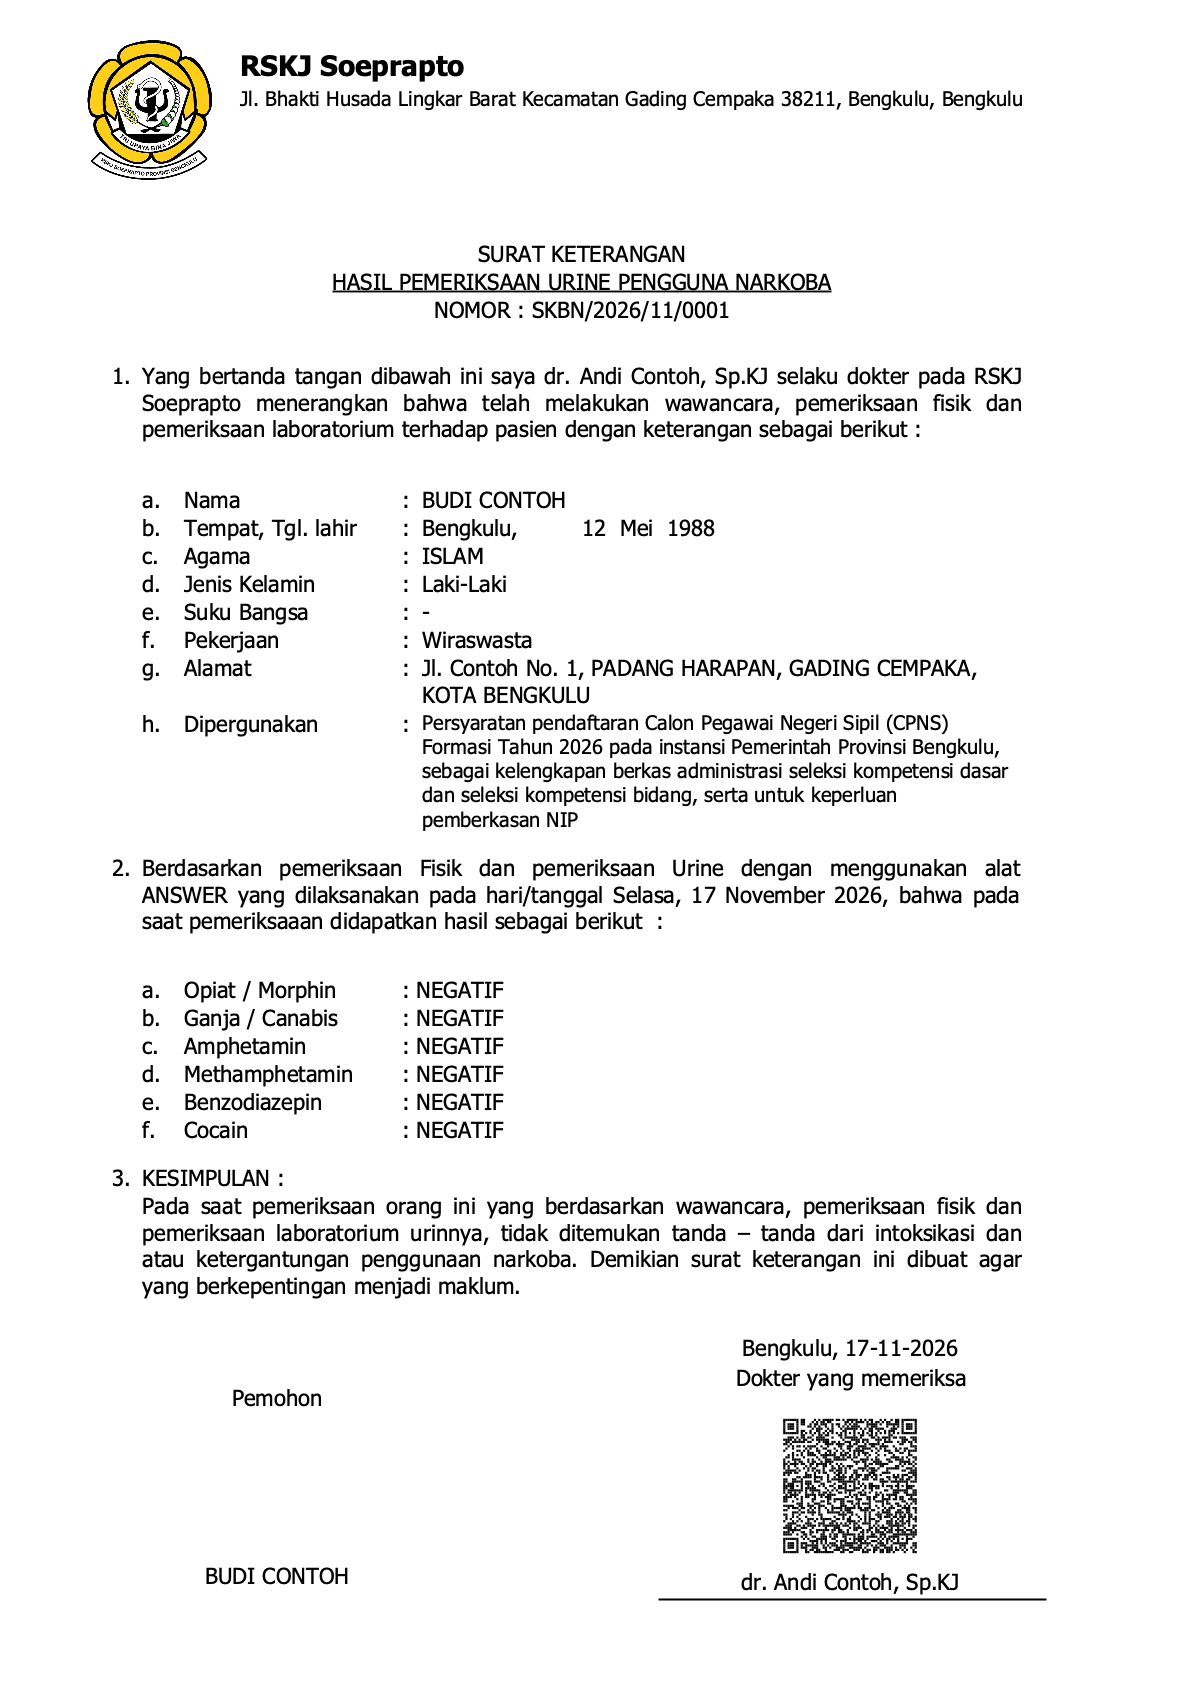 RSKJ Soeprapto
Jl. Bhakti Husada Lingkar Barat Kecamatan Gading Cempaka 38211, Bengkulu, Bengkulu
TRI UPAYA BINA JIWA
RSKJ SOEPRAPTO PROVINSI BENGKULU
SURAT KETERANGAN
HASIL PEMERIKSAAN URINE PENGGUNA NARKOBA
NOMOR : SKBN/2026/11/0001
1. Yang bertanda tangan dibawah ini saya dr. Andi Contoh, Sp.KJ selaku dokter pada RSKJ
Soeprapto menerangkan bahwa telah melakukan wawancara, pemeriksaan fisik dan
pemeriksaan laboratorium terhadap pasien dengan keterangan sebagai berikut :
a. Nama : BUDI CONTOH
b. Tempat, Tgl. lahir : Bengkulu, 12 Mei 1988
c. Agama : ISLAM
d. Jenis Kelamin : Laki-Laki
e. Suku Bangsa : -
f. Pekerjaan : Wiraswasta
g. Alamat : Jl. Contoh No. 1, PADANG HARAPAN, GADING CEMPAKA,
KOTA BENGKULU
h. Dipergunakan : Persyaratan pendaftaran Calon Pegawai Negeri Sipil (CPNS)
Formasi Tahun 2026 pada instansi Pemerintah Provinsi Bengkulu,
sebagai kelengkapan berkas administrasi seleksi kompetensi dasar
dan seleksi kompetensi bidang, serta untuk keperluan
pemberkasan NIP
2. Berdasarkan pemeriksaan Fisik dan pemeriksaan Urine dengan menggunakan alat
ANSWER yang dilaksanakan pada hari/tanggal Selasa, 17 November 2026, bahwa pada
saat pemeriksaaan didapatkan hasil sebagai berikut :
a. Opiat / Morphin : NEGATIF
b. Ganja / Canabis : NEGATIF
c. Amphetamin : NEGATIF
d. Methamphetamin : NEGATIF
e. Benzodiazepin : NEGATIF
f. Cocain : NEGATIF
3. KESIMPULAN :
Pada saat pemeriksaan orang ini yang berdasarkan wawancara, pemeriksaan fisik dan
pemeriksaan laboratorium urinnya, tidak ditemukan tanda – tanda dari intoksikasi dan
atau ketergantungan penggunaan narkoba. Demikian surat keterangan ini dibuat agar
yang berkepentingan menjadi maklum.
Bengkulu, 17-11-2026
Dokter yang memeriksa
Pemohon
BUDI CONTOH
dr. Andi Contoh, Sp.KJ